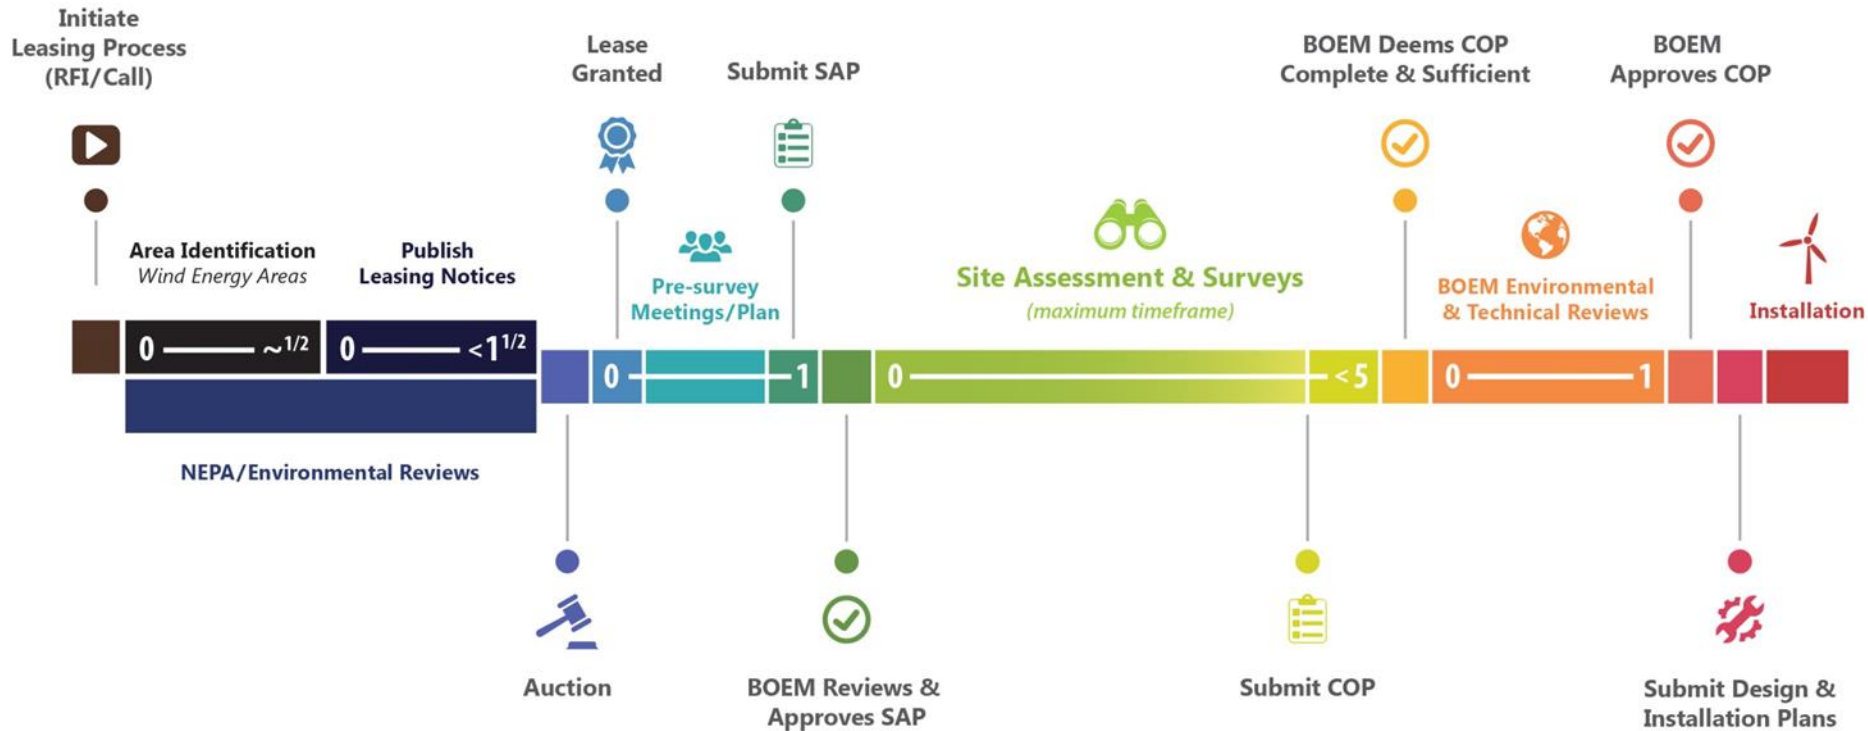 Initiate
Leasing Process
(RFI/Call)
Lease
Granted
Submit SAP
BOEM Deems COP
Complete & Sufficient
BOEM
Approves COP
Area Identification
Wind Energy Areas
Publish
Leasing Notices
Pre-survey
Meetings/Plan
Site Assessment & Surveys
(maximum timeframe)
BOEM Environmental
& Technical Reviews
Installation
0 ~1/2
0 <1 1/2
0 1
0 <5
0 1
NEPA/Environmental Reviews
Auction
BOEM Reviews &
Approves SAP
Submit COP
Submit Design &
Installation Plans